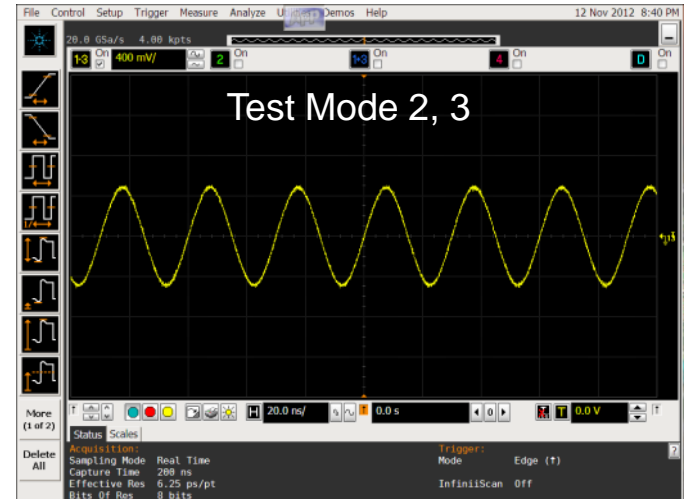 File Control Setup Trigger Measure Analyze Demos Help 12 Nov 2012 8:40 PM
20.0 GSa/s 4.00 kpts
1-3 On 400 mV/ 2 On 1-3 On 4 On D On
Test Mode 2, 3
1/
More
(1 of 2)
Delete
All
H 20.0 ns/ T 0.0 s 0 T 0.0 V
Status Scales
Acquisition:
Sampling Mode Real Time
Capture Time 200 ns
Effective Res 6.25 ps/pt
Bits Of Res 8 bits
Trigger:
Mode Edge (↑)
InfiniiScan Off
?